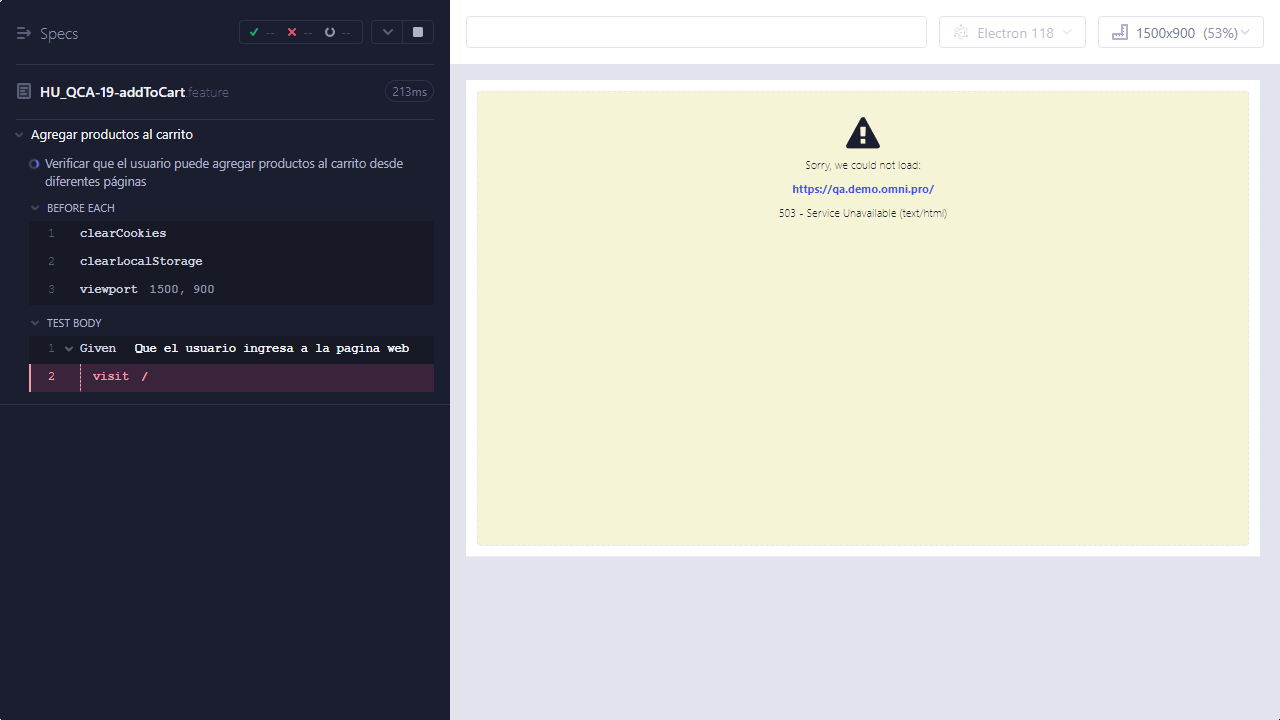 Specs
-- -- --
HU_QCA-19-addToCart feature 213ms
Agregar productos al carrito
Verificar que el usuario puede agregar productos al carrito desde
diferentes páginas
BEFORE EACH
1 clearCookies
2 clearLocalStorage
3 viewport 1500, 900
TEST BODY
1 Given Que el usuario ingresa a la pagina web
2 visit /
Electron 118
1500x900 (53%)
Sorry, we could not load:
https://qa.demo.omni.pro/
503 - Service Unavailable (text/html)